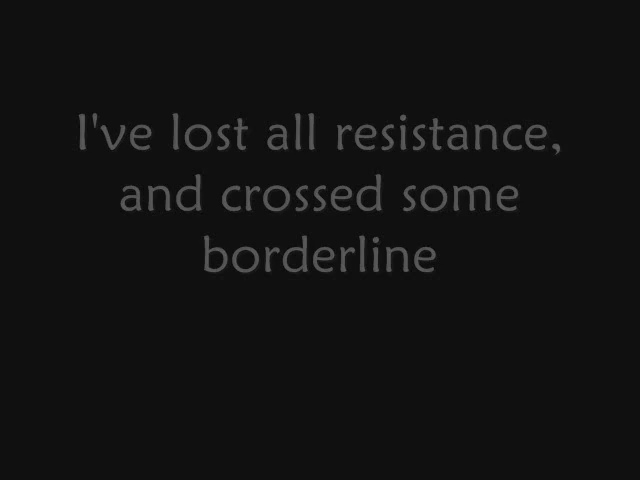 I've lost all resistance,
and crossed some
borderline